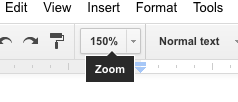 Edit View Insert Format Tools
150% Normal text
Zoom